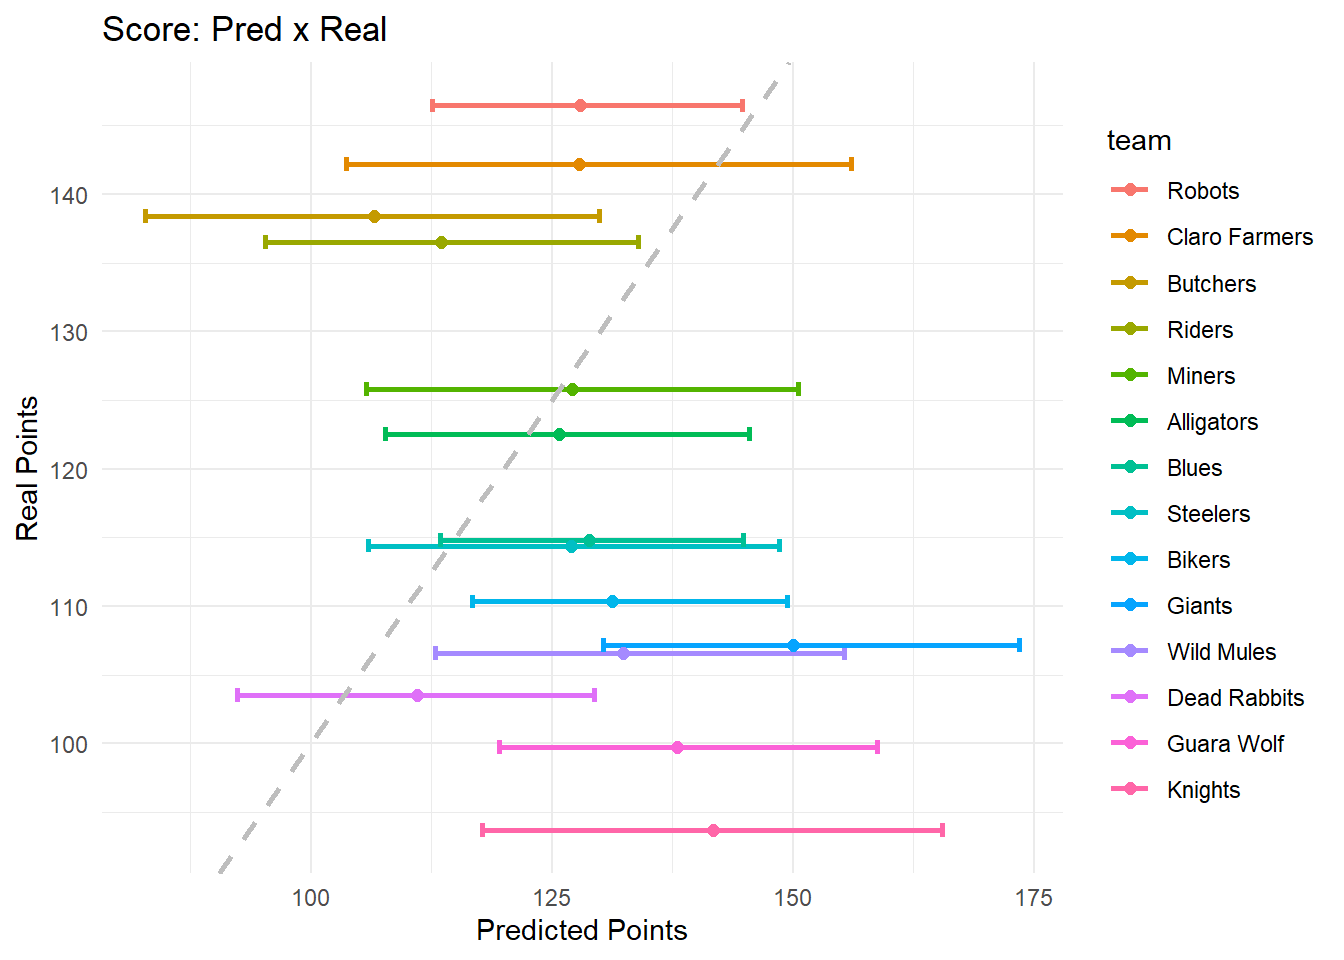 Score: Pred x Real
Real Points
140
130
120
110
100
100
125
150
175
Predicted Points
team
Robots
Claro Farmers
Butchers
Riders
Miners
Alligators
Blues
Steelers
Bikers
Giants
Wild Mules
Dead Rabbits
Guara Wolf
Knights